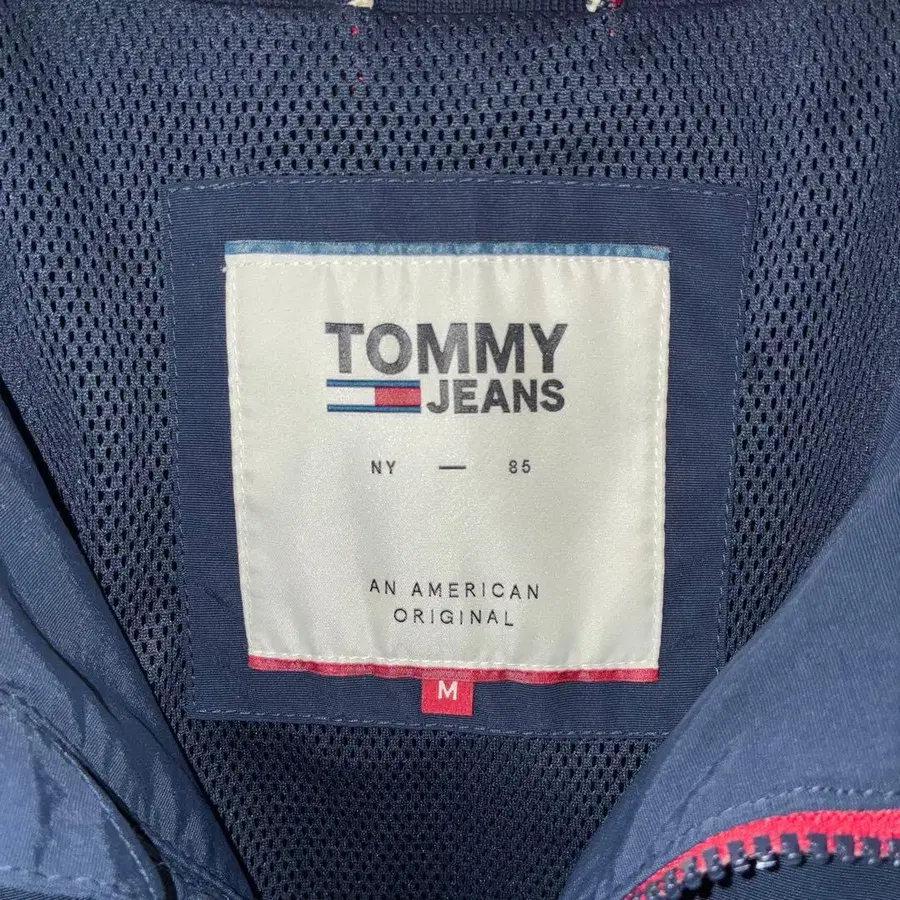 TOMMY
JEANS
NY — 85
AN AMERICAN
ORIGINAL
M